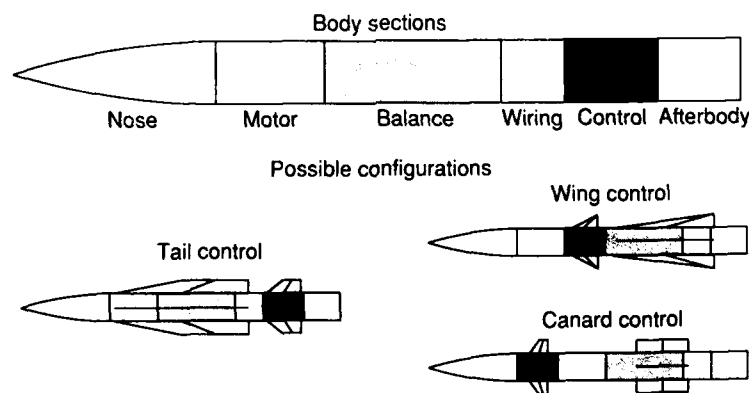 Body sections
Nose Motor Balance Wiring Control Afterbody
Possible configurations
Wing control
Tail control
Canard control